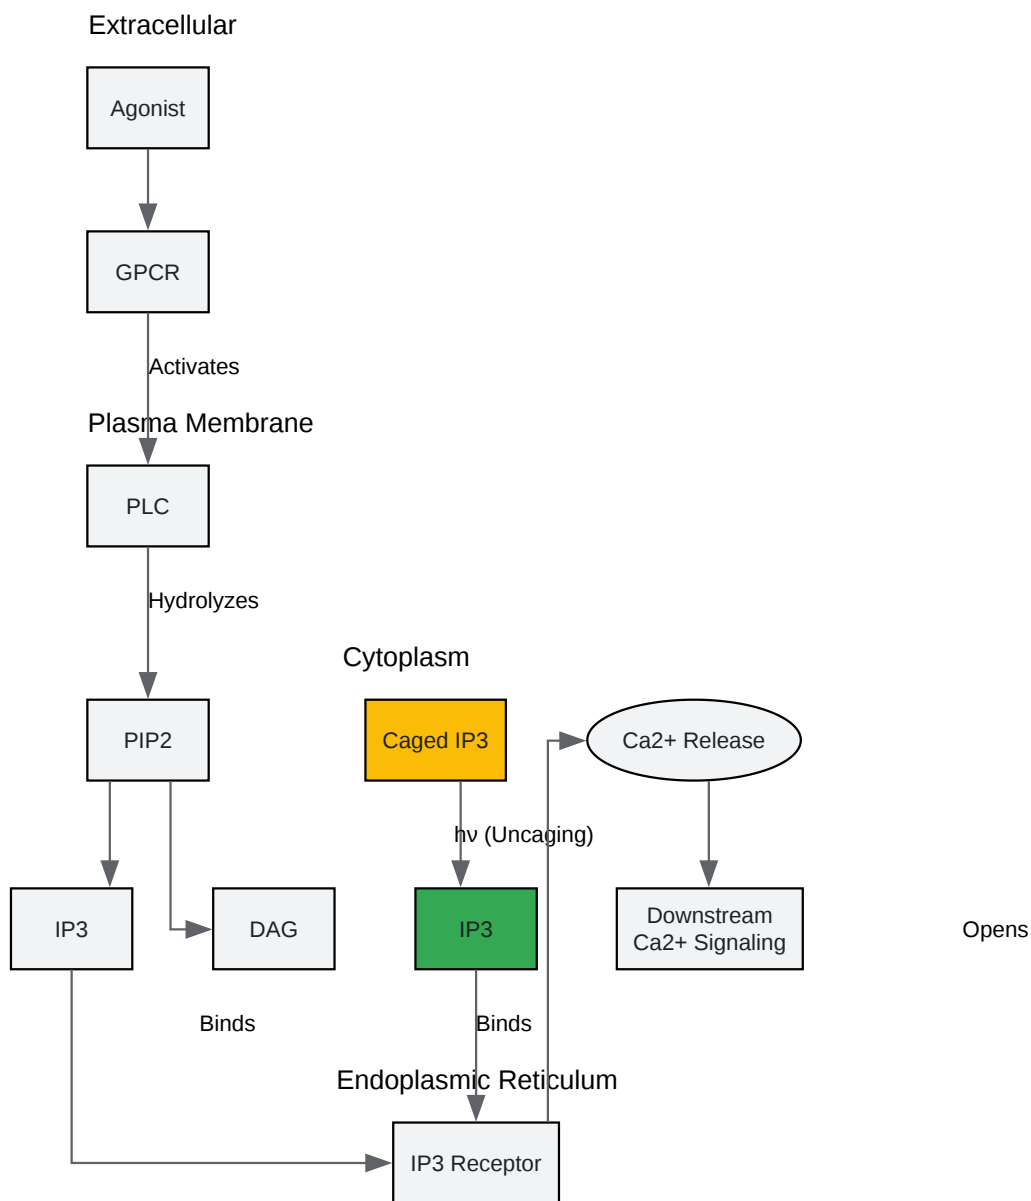 Extracellular
Agonist
GPCR
Activates
Plasma Membrane
PLC
Hydrolyzes
Cytoplasm
PIP2
Caged IP3
Ca2+ Release
hν (Uncaging)
IP3
DAG
IP3
Downstream
Ca2+ Signaling
Opens
Binds
Binds
Endoplasmic Reticulum
IP3 Receptor